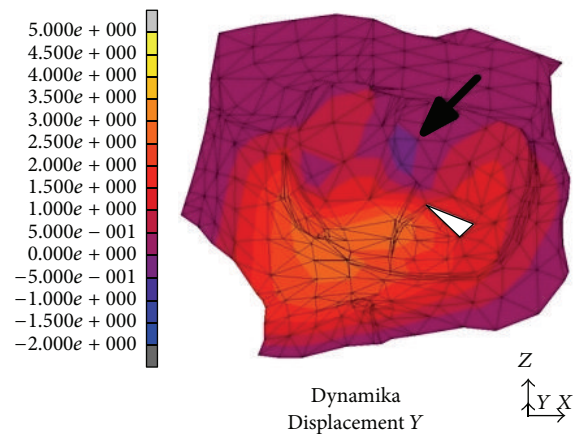 5.000e + 000
4.500e + 000
4.000e + 000
3.500e + 000
3.000e + 000
2.500e + 000
2.000e + 000
1.500e + 000
1.000e + 000
5.000e − 001
0.000e + 000
−5.000e − 001
−1.000e + 000
−1.500e + 000
−2.000e + 000
Dynamika
Displacement Y
Z
Y X